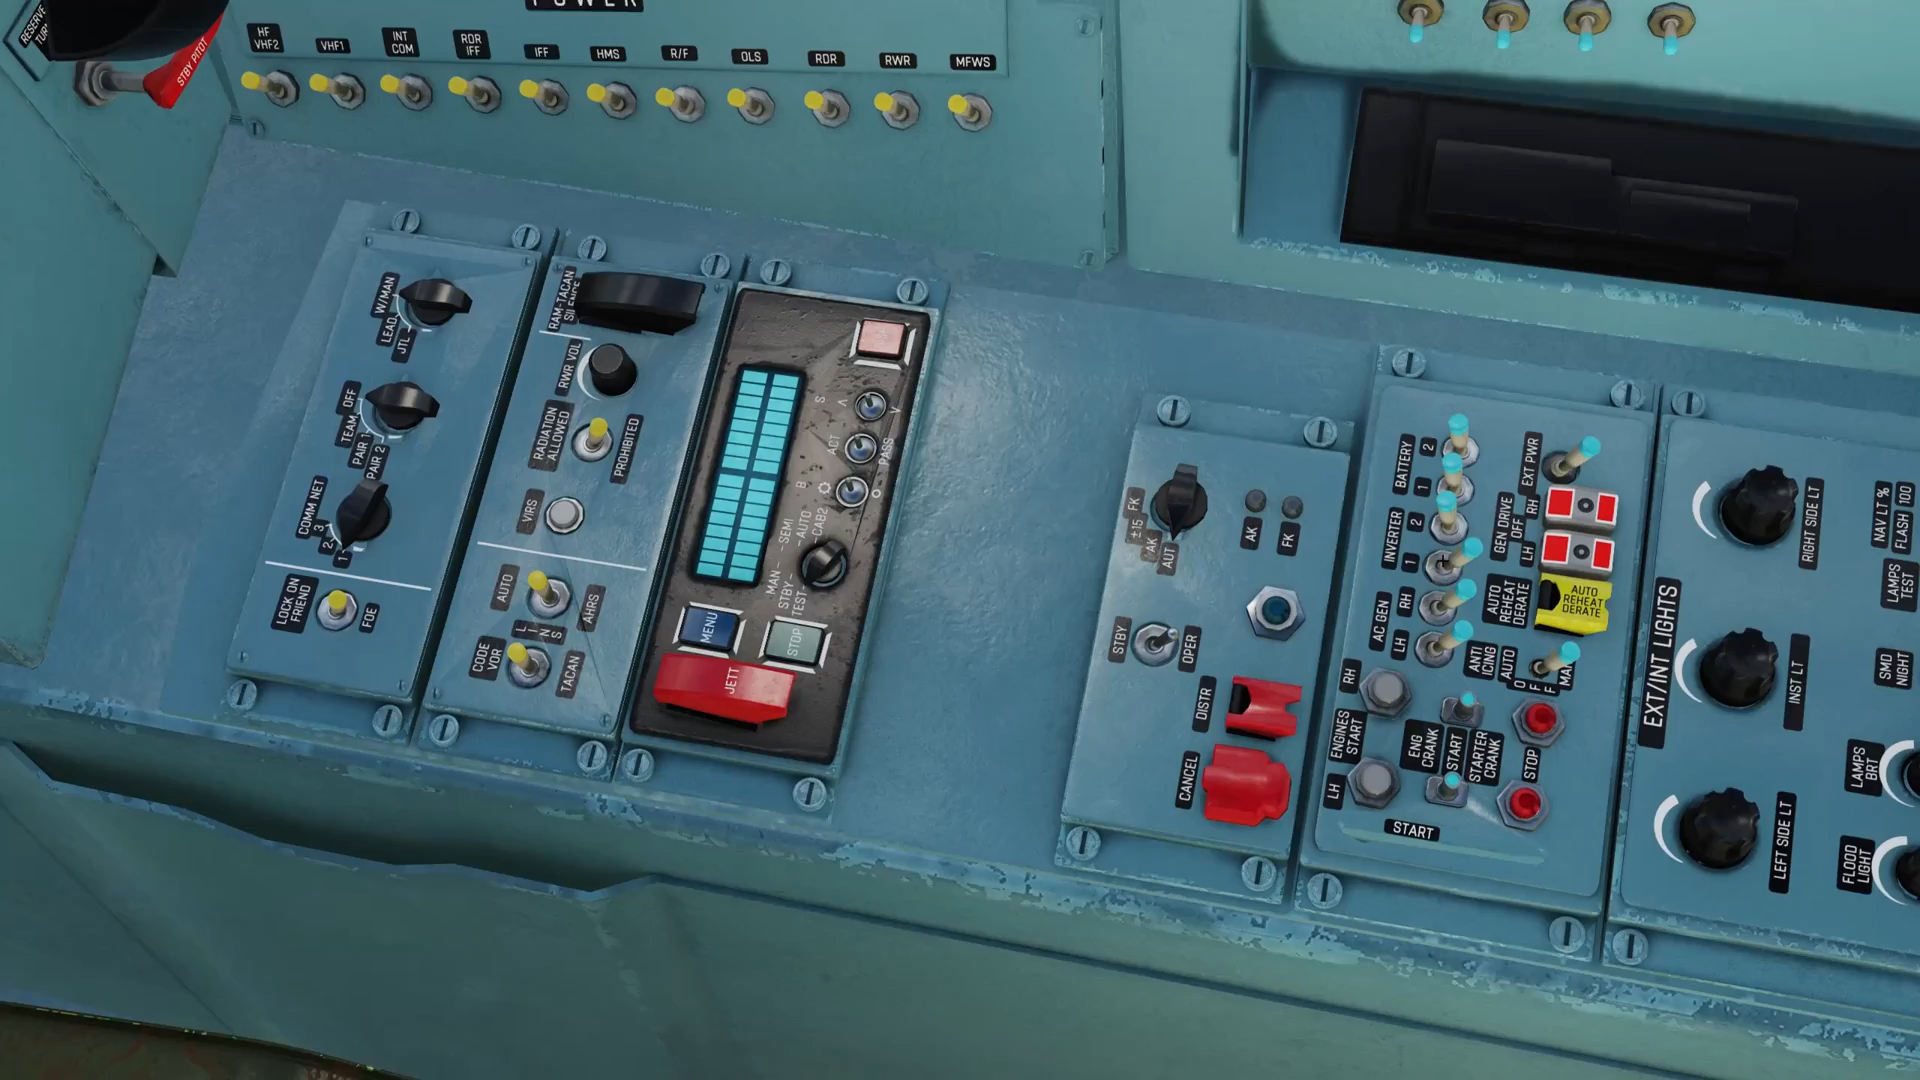 RESERVE
STBY PITOT
POWER
HF
VHF2
VHF1
INT
COM
RDR
IFF
IFF
HMS
R/F
OLS
RDR
RWR
MFWS
W/MAN
LEAD
JTL
OFF
TEAM
PAIR 1
PAIR 2
COMM NET
3
2
1
LOCK ON
FRIEND
FOE
RAM-TACAN
RWR VOL
RADIATION
ALLOWED
PROHIBITED
VIRS
AUTO
AHRS
L I
N S
CODE
VOR
TACAN
S
Λ
V
ACT
PASS
B
SEMI
AUTO
CAB2
MAN
STBY
TEST
MENU
STOP
JETT
FK
±15
AK
AUT
AK
FK
STBY
OPER
DISTR
CANCEL
BATTERY
2
1
EXT PWR
INVERTER
2
1
GEN DRIVE
OFF
RH
LH
AC GEN
RH
LH
AUTO
REHEAT
DERATE
AUTO
REHEAT
DERATE
ANTI
ICING
AUTO
OFF
RH
ENGINES
START
LH
ENG
CRANK
START
STARTER
CRANK
STOP
START
EXT/INT LIGHTS
RIGHT SIDE LT
INST LT
LEFT SIDE LT
NAV LT %
FLASH 100
LAMPS
TEST
SMD
NIGHT
LAMPS
BRT
FLOOD
LIGHT